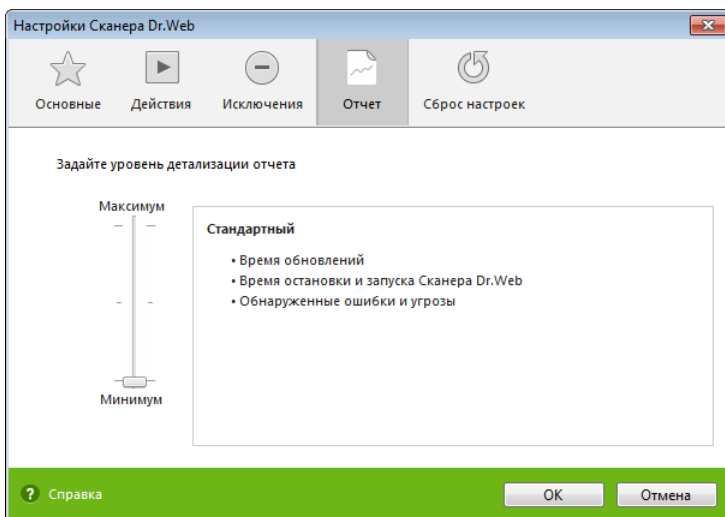 Настройки Сканера Dr.Web
Основные Действия Исключения Отчет Сброс настроек
Задайте уровень детализации отчета
Максимум
Стандартный
• Время обновлений
• Время остановки и запуска Сканера Dr.Web
• Обнаруженные ошибки и угрозы
Минимум
? Справка OK Отмена